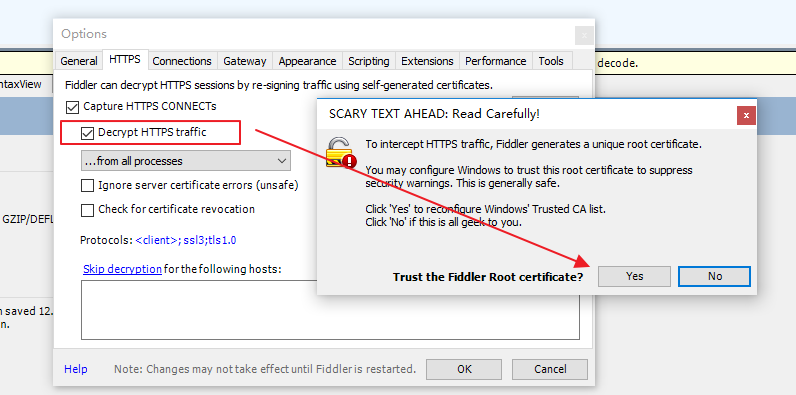 Options
decode.
General HTTPS Connections Gateway Appearance Scripting Extensions Performance Tools
ntaxView
Fiddler can decrypt HTTPS sessions by re-signing traffic using self-generated certificates.
Capture HTTPS CONNECTs
Decrypt HTTPS traffic
...from all processes
Ignore server certificate errors (unsafe)
Check for certificate revocation
Protocols: <client>; ssl3;tls1.0
Skip decryption for the following hosts:
SCARY TEXT AHEAD: Read Carefully!
x
To intercept HTTPS traffic, Fiddler generates a unique root certificate.
You may configure Windows to trust this root certificate to suppress
security warnings. This is generally safe.
Click 'Yes' to reconfigure Windows' Trusted CA list.
Click 'No' if this is all geek to you.
Trust the Fiddler Root certificate?
Yes
No
GZIP/DEFL
n saved 12.
n.
Help
Note: Changes may not take effect until Fiddler is restarted.
OK
Cancel